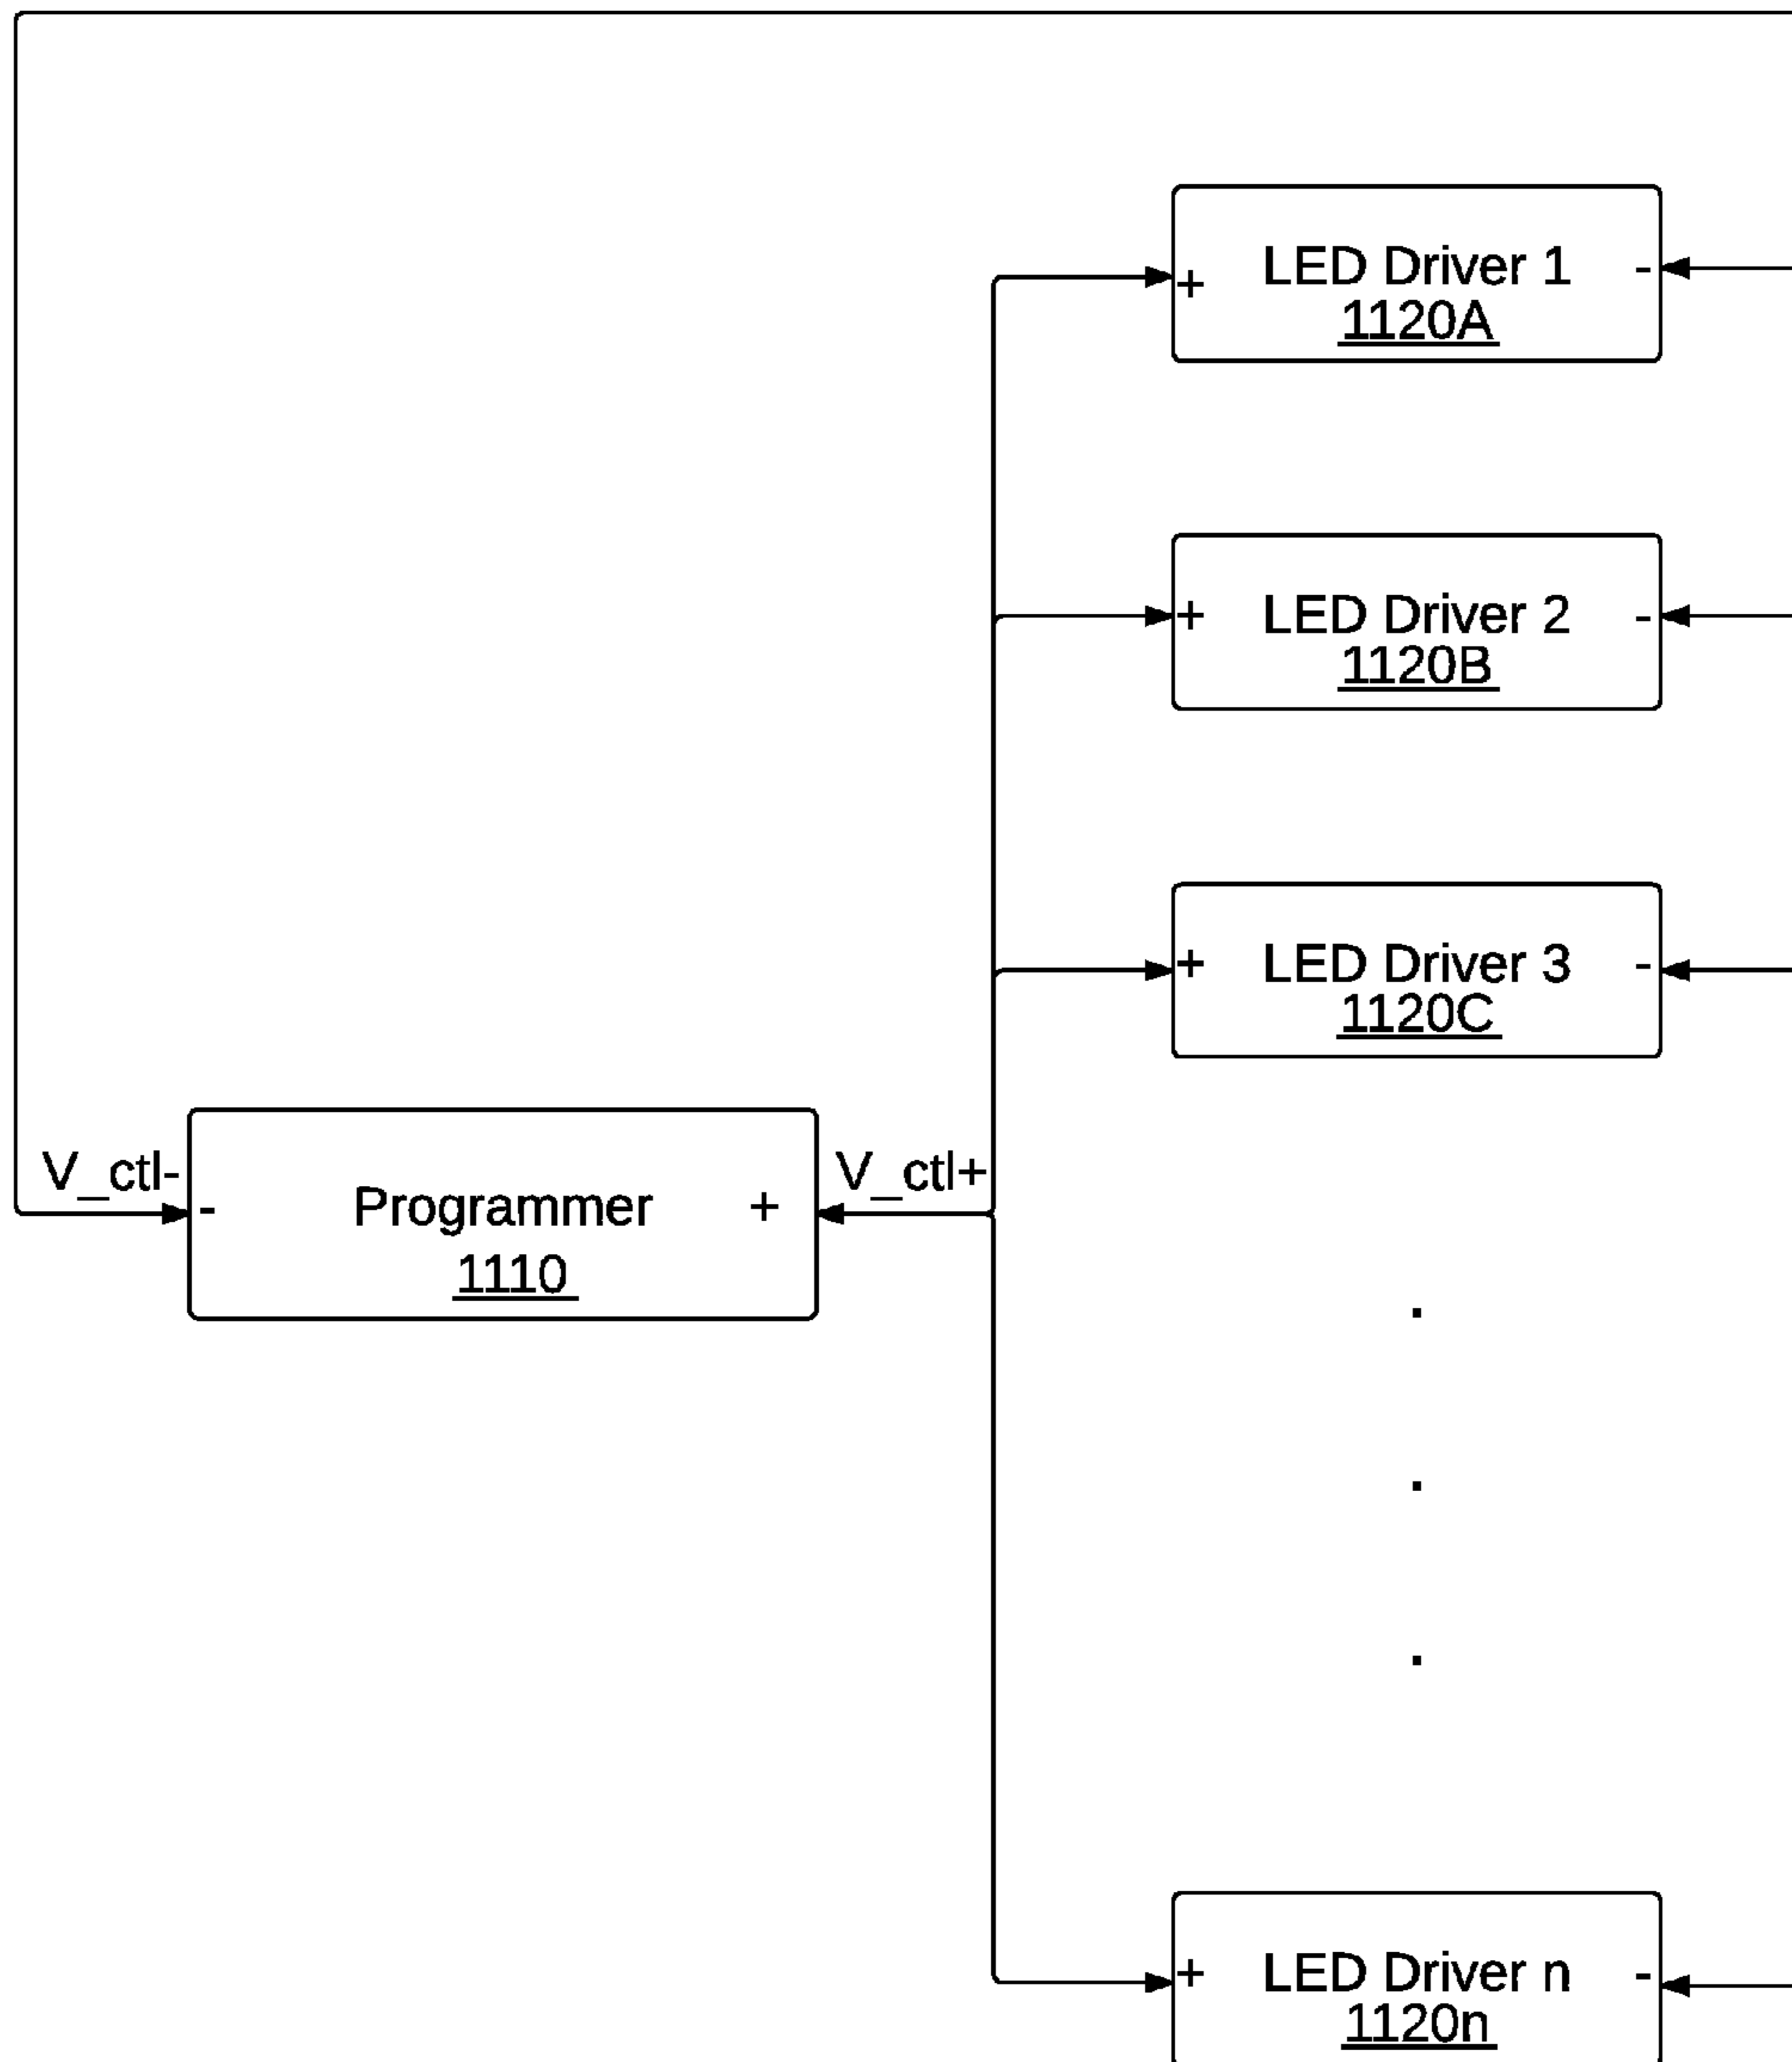 + LED Driver 1 -
1120A
+ LED Driver 2 -
1120B
+ LED Driver 3 -
1120C
V_ctl-
- Programmer +
1110
V_ctl+
.
.
.
+ LED Driver n -
1120n